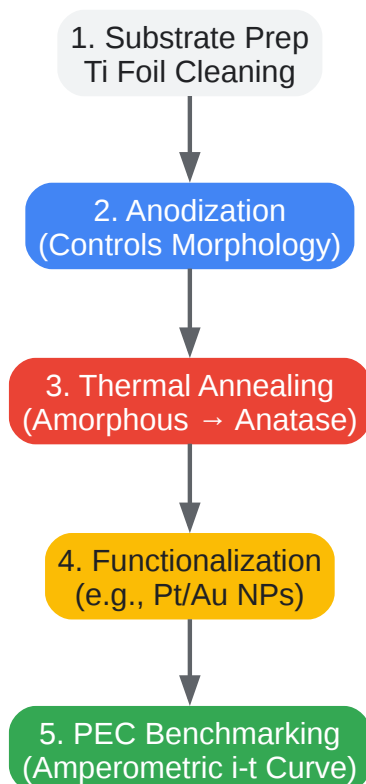 1. Substrate Prep
Ti Foil Cleaning
2. Anodization
(Controls Morphology)
3. Thermal Annealing
(Amorphous → Anatase)
4. Functionalization
(e.g., Pt/Au NPs)
5. PEC Benchmarking
(Amperometric i-t Curve)